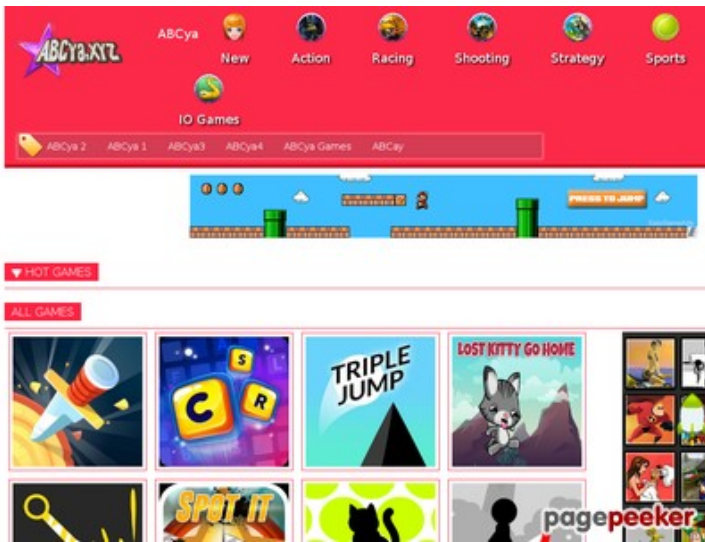 ABCya.XYZ
ABCya
New
Action
Racing
Shooting
Strategy
Sports
IO Games
ABCya 2
ABCya 1
ABCya3
ABCya4
ABCya Games
ABCay
PRESS TO JUMP
▼ HOT GAMES
ALL GAMES
S
C
R
TRIPLE
JUMP
LOST KITTY GO HOME
SPOT IT
pagepeeker